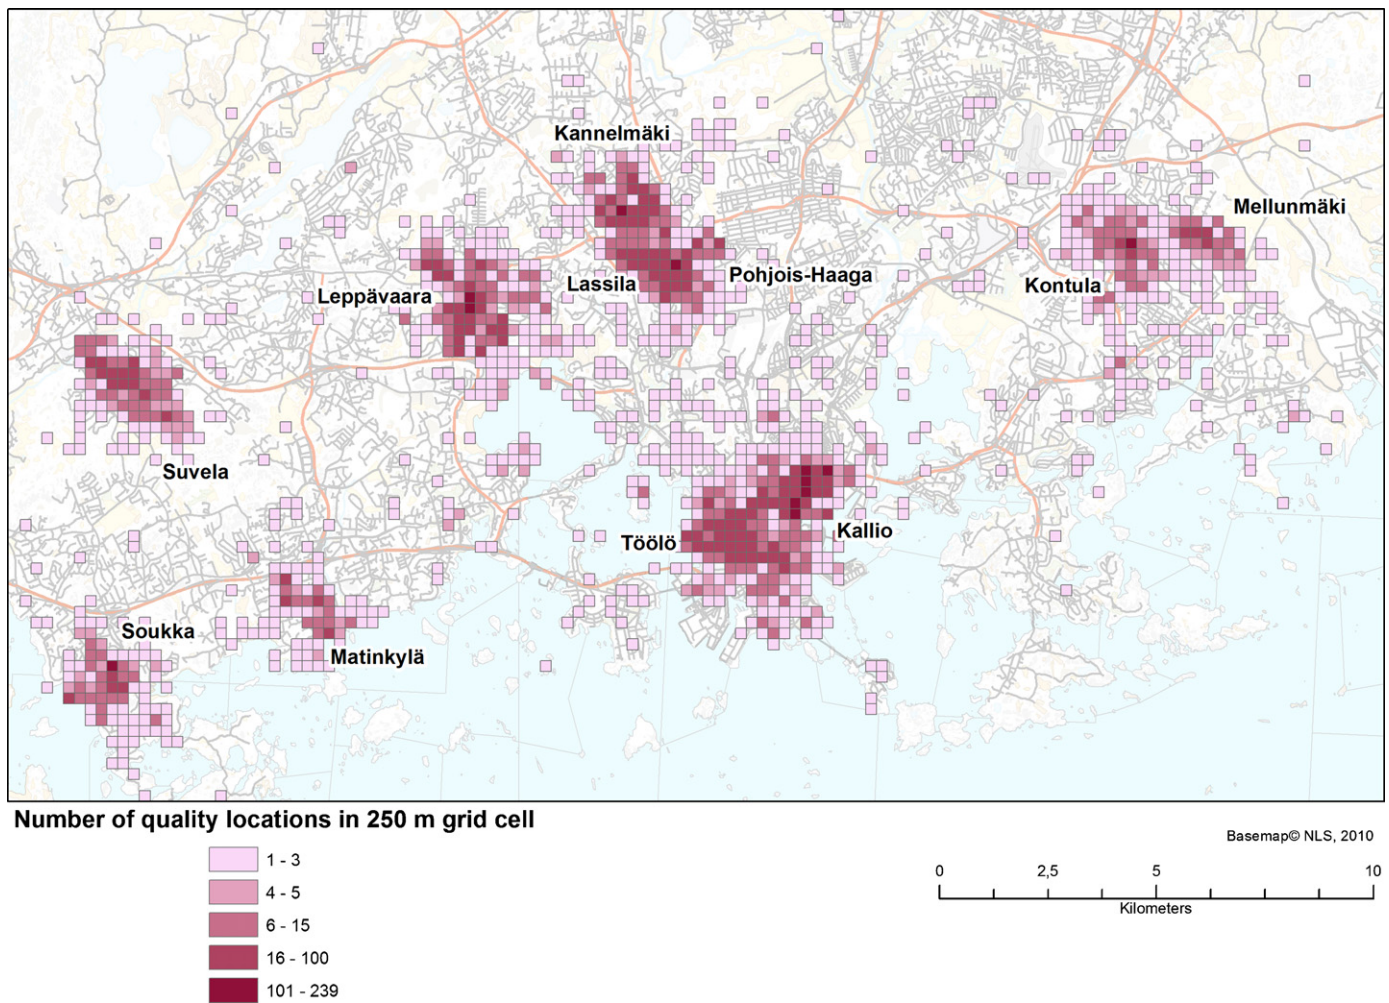 Kannelmäki
Mellunmäki
Pohjois-Haaga
Lassila
Kontula
Leppävaara
Suvela
Kallio
Töölö
Soukka
Matinkylä
Number of quality locations in 250 m grid cell
1 - 3
4 - 5
6 - 15
16 - 100
101 - 239
Basemap© NLS, 2010
0 2,5 5 10
Kilometers